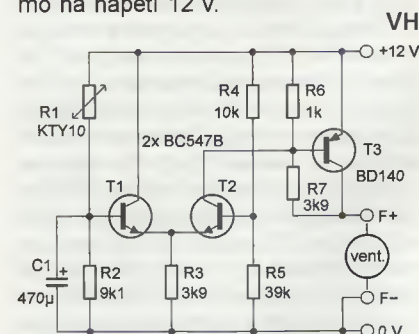 mo na napětí 12 V.
VH
+12 V
R1
KTY10
R4
10k
R6
1k
2x BC547B
T1
T2
T3
BD140
R7
3k9
F+
vent.
F–
C1
+
470µ
R2
9k1
R3
3k9
R5
39k
0 V